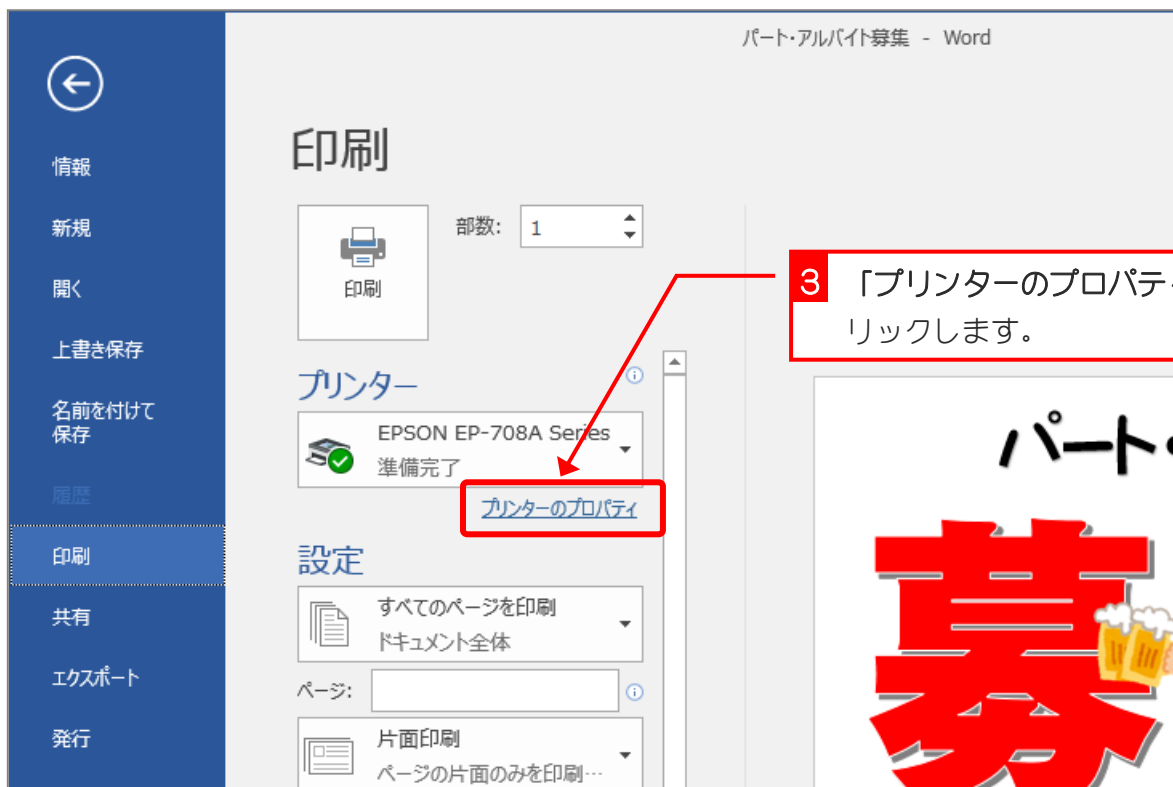 パート・アルバイト募集 - Word
情報
新規
開く
上書き保存
名前を付けて
保存
履歴
印刷
共有
エクスポート
発行
印刷
印刷
部数: 1
プリンター
EPSON EP-708A Series
準備完了
プリンターのプロパティ
設定
すべてのページを印刷
ドキュメント全体
ページ:
片面印刷
ページの片面のみを印刷…
3 「プリンターのプロパティ
リックします。
パート・
募